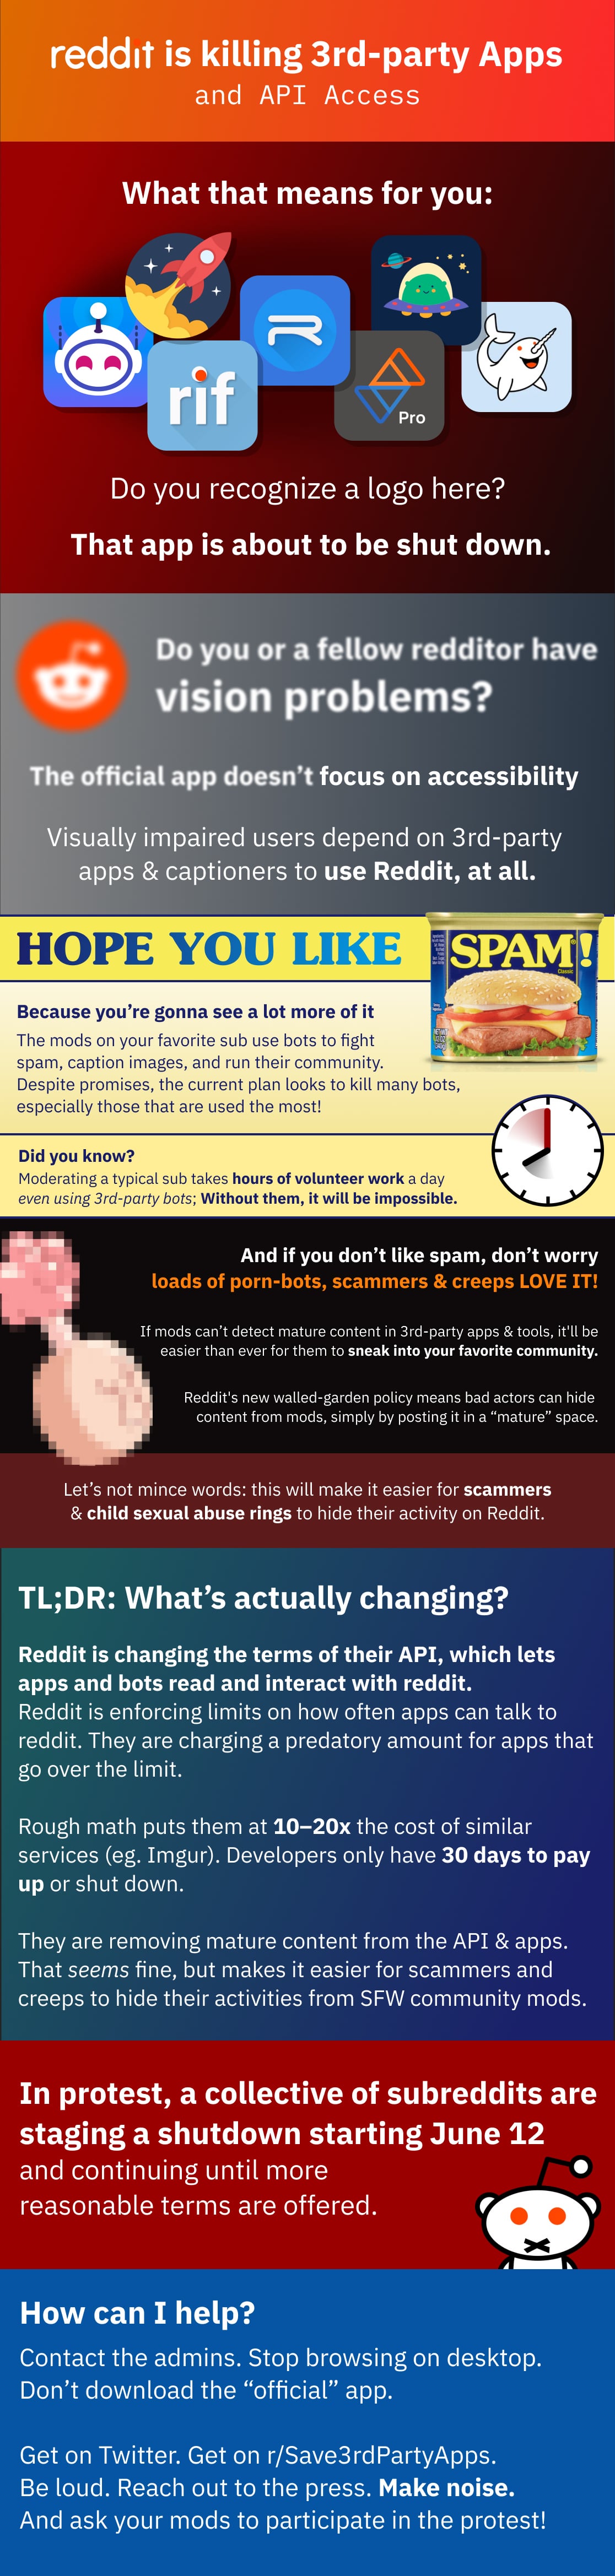 reddit is killing 3rd-party Apps
and API Access
What that means for you:
rif
Pro
Do you recognize a logo here?
That app is about to be shut down.
Do you or a fellow redditor have
vision problems?
The official app doesn't focus on accessibility
Visually impaired users depend on 3rd-party
apps & captioners to use Reddit, at all.
HOPE YOU LIKE
SPAM®!
Classic
Because you're gonna see a lot more of it
The mods on your favorite sub use bots to fight
spam, caption images, and run their community.
Despite promises, the current plan looks to kill many bots,
especially those that are used the most!
Did you know?
Moderating a typical sub takes hours of volunteer work a day
even using 3rd-party bots; Without them, it will be impossible.
And if you don't like spam, don't worry
loads of porn-bots, scammers & creeps LOVE IT!
If mods can't detect mature content in 3rd-party apps & tools, it'll be
easier than ever for them to sneak into your favorite community.
Reddit's new walled-garden policy means bad actors can hide
content from mods, simply by posting it in a "mature" space.
Let's not mince words: this will make it easier for scammers
& child sexual abuse rings to hide their activity on Reddit.
TL;DR: What's actually changing?
Reddit is changing the terms of their API, which lets
apps and bots read and interact with reddit.
Reddit is enforcing limits on how often apps can talk to
reddit. They are charging a predatory amount for apps that
go over the limit.
Rough math puts them at 10–20x the cost of similar
services (eg. Imgur). Developers only have 30 days to pay
up or shut down.
They are removing mature content from the API & apps.
That seems fine, but makes it easier for scammers and
creeps to hide their activities from SFW community mods.
In protest, a collective of subreddits are
staging a shutdown starting June 12
and continuing until more
reasonable terms are offered.
How can I help?
Contact the admins. Stop browsing on desktop.
Don't download the "official" app.
Get on Twitter. Get on r/Save3rdPartyApps.
Be loud. Reach out to the press. Make noise.
And ask your mods to participate in the protest!